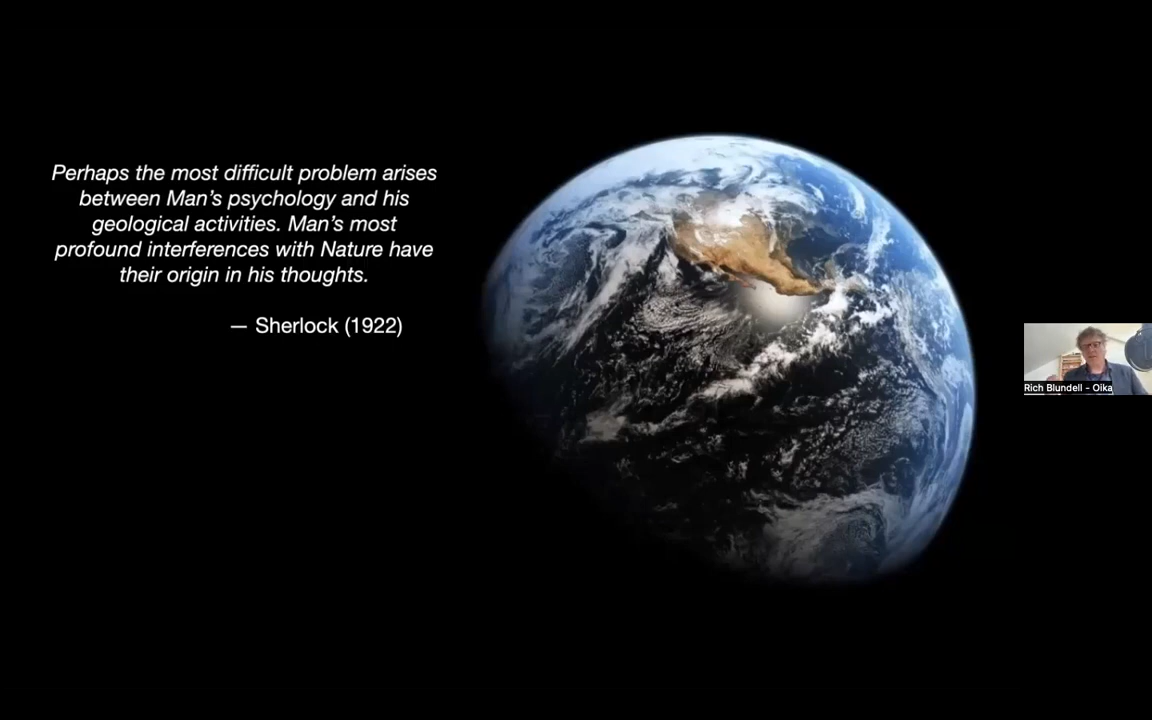 Perhaps the most difficult problem arises
between Man’s psychology and his
geological activities. Man’s most
profound interferences with Nature have
their origin in his thoughts.
— Sherlock (1922)
Rich Blundell - Oika